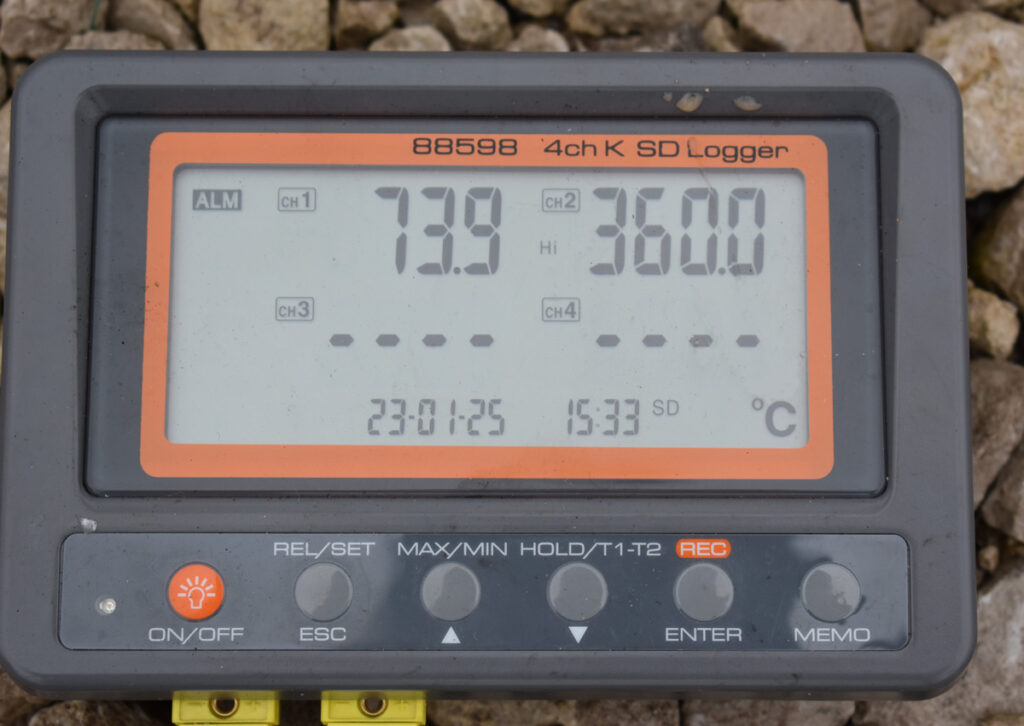 88598 4ch K SD Logger
ALM CH1 73.9 CH2 Hi 360.0
CH3 - - - - CH4 - - - -
23-01-25 15:33 SD °C
REL/SET MAX/MIN HOLD/T1-T2 REC
ON/OFF ESC ▲ ▼ ENTER MEMO